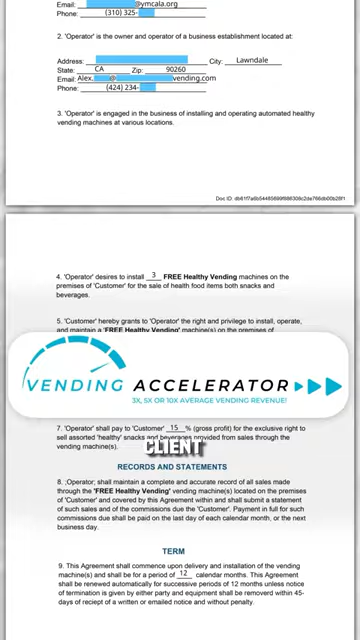 Email: @ymcala.org
Phone: (310) 325-
2. 'Operator' is the owner and operator of a business establishment located at:
Address: City: Lawndale
State: CA Zip: 90260
Email: Alex, @ vending.com
Phone: (424) 234-
3. 'Operator' is engaged in the business of installing and operating automated healthy
vending machines at various locations.
4. 'Operator' desires to install 3 FREE Healthy Vending machines on the
premises of 'Customer' for the sale of health food items both snacks and
beverages.
5. 'Customer' hereby grants to 'Operator' the right and privilege to install, operate,
and maintain a 'FREE Healthy Vending' machine(s) on the premises of
VENDING ACCELERATOR
3X, 5X OR 10X AVERAGE VENDING REVENUE!
7. 'Operator' shall pay to 'Customer' 15 % (gross profit) for the exclusive right to
sell assorted 'healthy' snacks and beverages provided from sales through the
vending machine(s).
CLIENT
RECORDS AND STATEMENTS
8. ;Operator; shall maintain a complete and accurate record of all sales made
through the 'FREE Healthy Vending' vending machine(s) located on the premises
of 'Customer' and covered by this Agreement within and shall submit a statement
of such sales and of the commissions due the 'Customer'. Payment in full for such
commissions due shall be paid on the last day of each calendar month, or the next
business day.
TERM
9. This Agreement shall commence upon delivery and installation of the vending
machine(s) and shall be for a period of 12 calendar months. This Agreement
shall be renewed automatically for successive periods of 12 months unless notice
of termination is given by either party and equipment shall be removed within 45-
days of reciept of a written or emailed notice and without penalty.